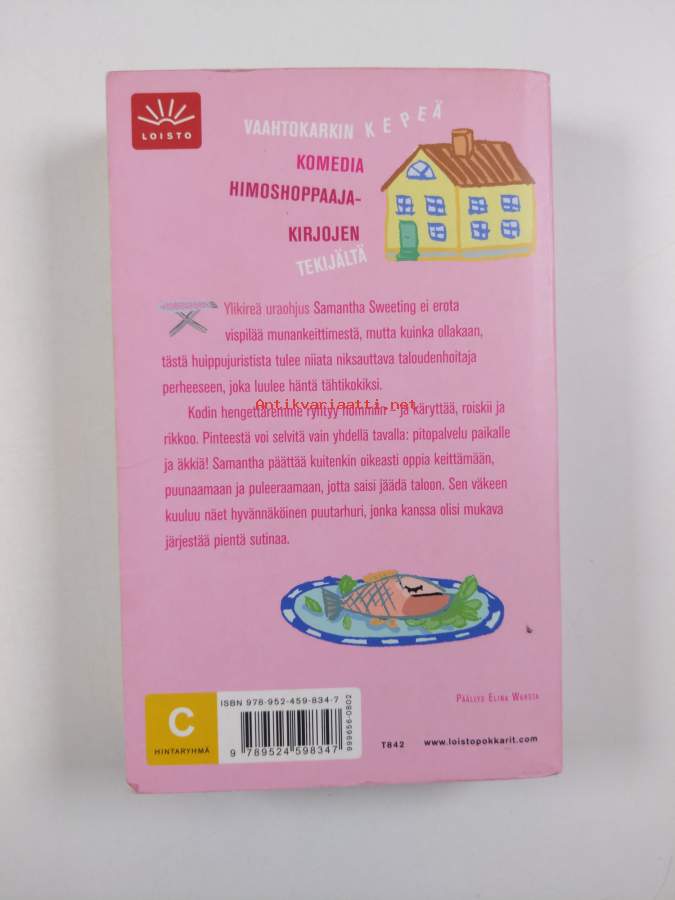 LOISTO
VAAHTOKARKIN KEPEÄ
KOMEDIA
HIMOSHOPPAAJA-
KIRJOJEN
TEKIJÄLTÄ
Ylikireä uraohjus Samantha Sweeting ei erota
vispilää munankeittimestä, mutta kuinka ollakaan,
tästä huippujuristista tulee niiata niksauttava taloudenhoitaja
perheeseen, joka luulee häntä tähtikokiksi.
Antikvariaatti.net
Kodin hengettäremme ryhtyy hommiin – ja käryttää, roiskii ja
rikkoo. Pinteestä voi selvitä vain yhdellä tavalla: pitopalvelu paikalle
ja äkkiä! Samantha päättää kuitenkin oikeasti oppia keittämään,
puunaamaan ja puleeraamaan, jotta saisi jäädä taloon. Sen väkeen
kuuluu näet hyvännäköinen puutarhuri, jonka kanssa olisi mukava
järjestää pientä sutinaa.
C
HINTARYHMÄ
ISBN 978-952-459-834-7
9 789524 598347
999656-0802
PÄÄLLYS ELINA WARSTA
T842 www.loistopokkarit.com